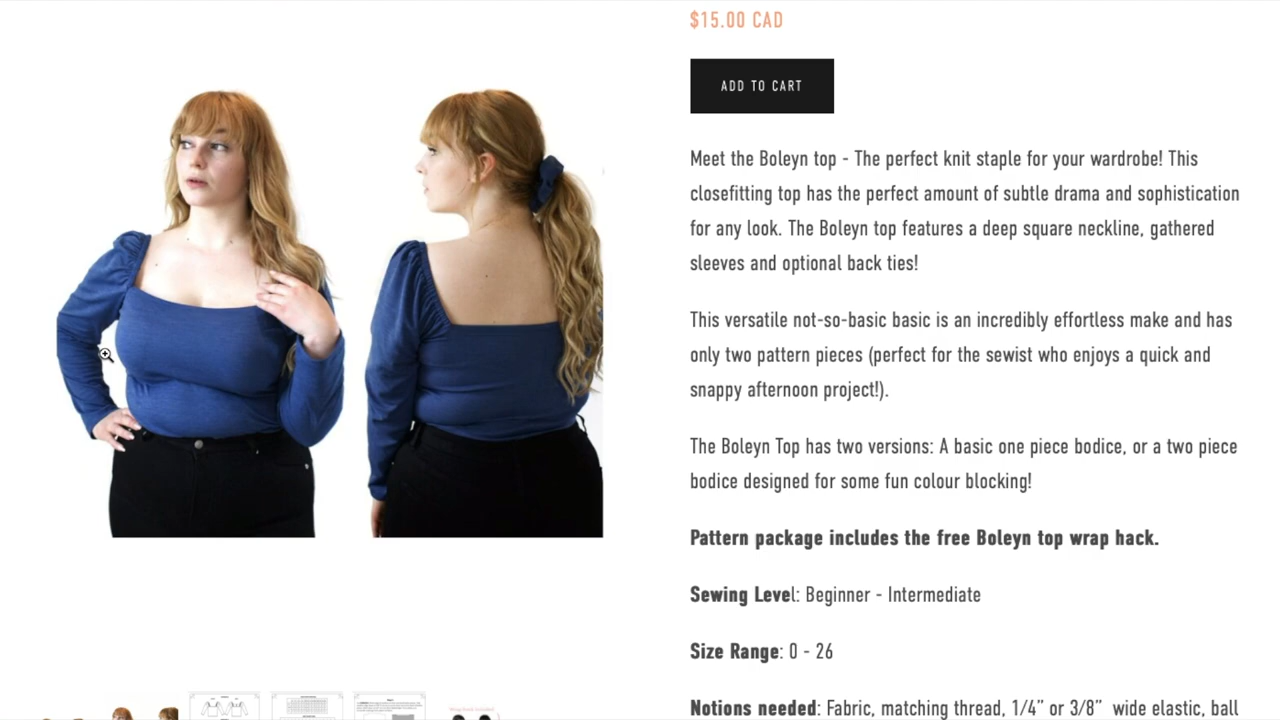 $15.00 CAD
ADD TO CART
Meet the Boleyn top - The perfect knit staple for your wardrobe! This
closefitting top has the perfect amount of subtle drama and sophistication
for any look. The Boleyn top features a deep square neckline, gathered
sleeves and optional back ties!
This versatile not-so-basic basic is an incredibly effortless make and has
only two pattern pieces (perfect for the sewist who enjoys a quick and
snappy afternoon project!).
The Boleyn Top has two versions: A basic one piece bodice, or a two piece
bodice designed for some fun colour blocking!
Pattern package includes the free Boleyn top wrap hack.
Sewing Level: Beginner - Intermediate
Size Range: 0 - 26
Notions needed: Fabric, matching thread, 1/4” or 3/8” wide elastic, ball